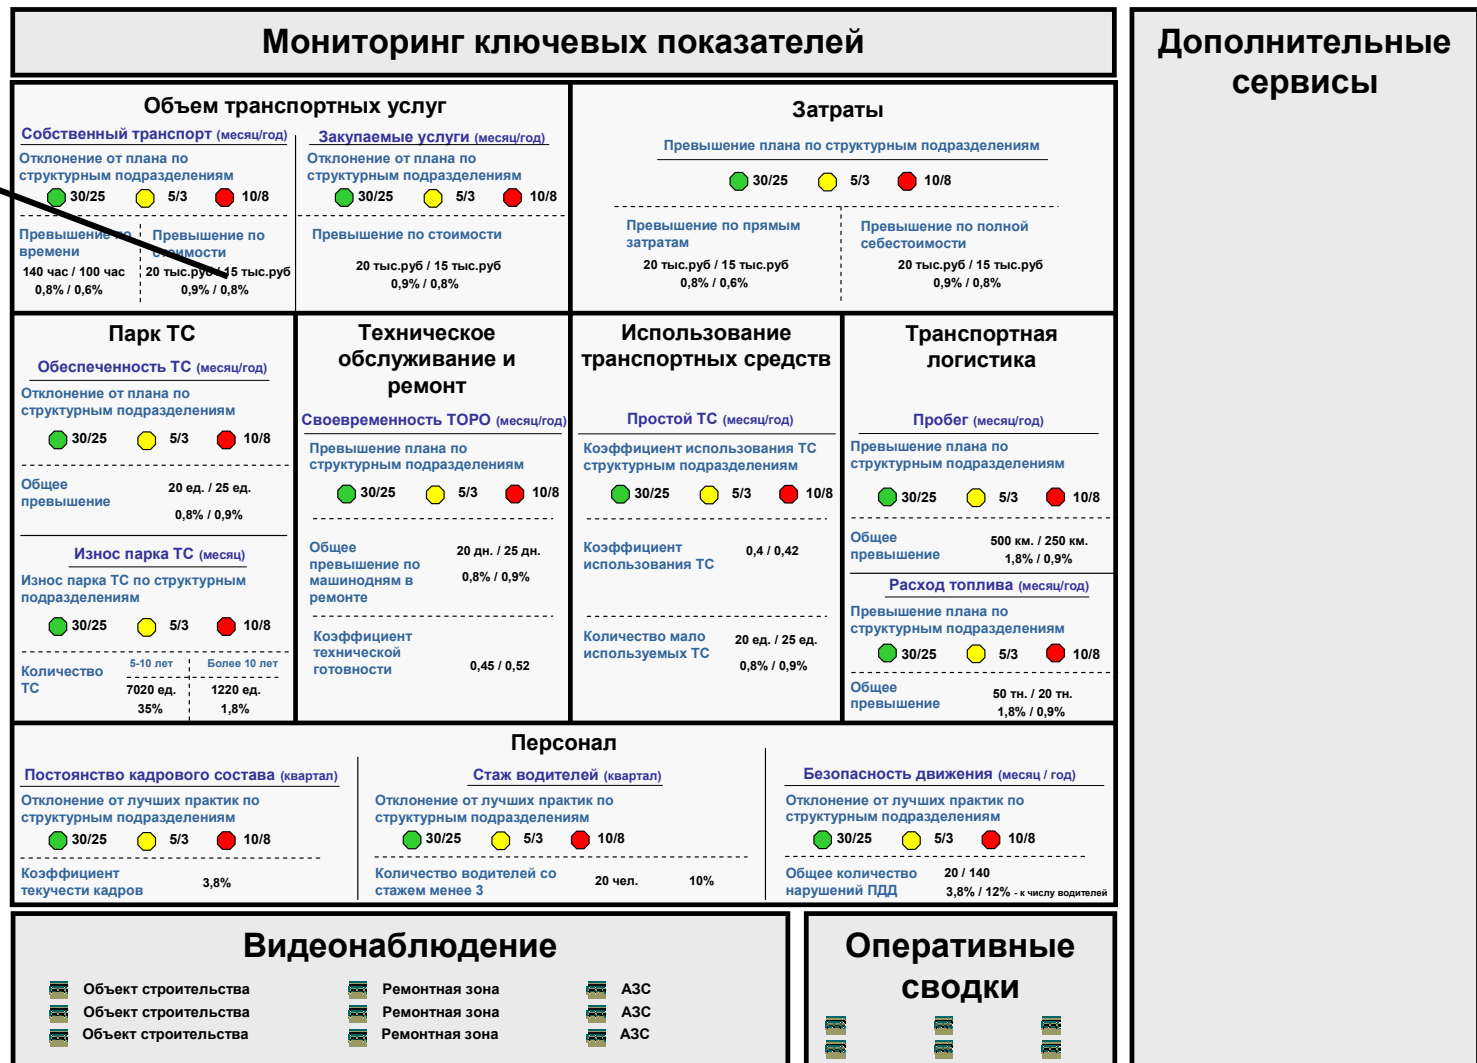 Мониторинг ключевых показателей
Дополнительные
сервисы
Объем транспортных услуг
Собственный транспорт (месяц/год)
Отклонение от плана по
структурным подразделениям
30/25 5/3 10/8
Превышение по
времени
140 час / 100 час
0,8% / 0,6%
Превышение по
стоимости
20 тыс.руб / 15 тыс.руб
0,9% / 0,8%
Закупаемые услуги (месяц/год)
Отклонение от плана по
структурным подразделениям
30/25 5/3 10/8
Превышение по стоимости
20 тыс.руб / 15 тыс.руб
0,9% / 0,8%
Затраты
Превышение плана по структурным подразделениям
30/25 5/3 10/8
Превышение по прямым
затратам
20 тыс.руб / 15 тыс.руб
0,8% / 0,6%
Превышение по полной
себестоимости
20 тыс.руб / 15 тыс.руб
0,9% / 0,8%
Парк ТС
Обеспеченность ТС (месяц/год)
Отклонение от плана по
структурным подразделениям
30/25 5/3 10/8
Общее
превышение
20 ед. / 25 ед.
0,8% / 0,9%
Износ парка ТС (месяц)
Износ парка ТС по структурным
подразделениям
30/25 5/3 10/8
Количество
ТС
5-10 лет
7020 ед.
35%
Более 10 лет
1220 ед.
1,8%
Техническое
обслуживание и
ремонт
Своевременность ТОРО (месяц/год)
Превышение плана по
структурным подразделениям
30/25 5/3 10/8
Общее
превышение по
машинодням в
ремонте
20 дн. / 25 дн.
0,8% / 0,9%
Коэффициент
технической
готовности
0,45 / 0,52
Использование
транспортных средств
Простой ТС (месяц/год)
Коэффициент использования ТС
структурным подразделениям
30/25 5/3 10/8
Коэффициент
использования ТС
0,4 / 0,42
Количество мало
используемых ТС
20 ед. / 25 ед.
0,8% / 0,9%
Транспортная
логистика
Пробег (месяц/год)
Превышение плана по
структурным подразделениям
30/25 5/3 10/8
Общее
превышение
500 км. / 250 км.
1,8% / 0,9%
Расход топлива (месяц/год)
Превышение плана по
структурным подразделениям
30/25 5/3 10/8
Общее
превышение
50 тн. / 20 тн.
1,8% / 0,9%
Персонал
Постоянство кадрового состава (квартал)
Отклонение от лучших практик по
структурным подразделениям
30/25 5/3 10/8
Коэффициент
текучести кадров
3,8%
Стаж водителей (квартал)
Отклонение от лучших практик по
структурным подразделениям
30/25 5/3 10/8
Количество водителей со
стажем менее 3
20 чел. 10%
Безопасность движения (месяц / год)
Отклонение от лучших практик по
структурным подразделениям
30/25 5/3 10/8
Общее количество
нарушений ПДД
20 / 140
3,8% / 12% - к числу водителей
Видеонаблюдение
Объект строительства Ремонтная зона АЗС
Объект строительства Ремонтная зона АЗС
Объект строительства Ремонтная зона АЗС
Оперативные
сводки